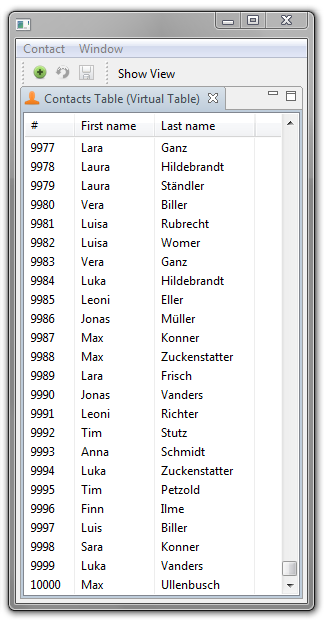 Contact Window
Show View
Contacts Table (Virtual Table)
# First name Last name
9977 Lara Ganz
9978 Laura Hildebrandt
9979 Laura Ständler
9980 Vera Biller
9981 Luisa Rubrecht
9982 Luisa Womer
9983 Vera Ganz
9984 Luka Hildebrandt
9985 Leoni Eller
9986 Jonas Müller
9987 Max Konner
9988 Max Zuckenstatter
9989 Lara Frisch
9990 Jonas Vanders
9991 Leoni Richter
9992 Tim Stutz
9993 Anna Schmidt
9994 Luka Zuckenstatter
9995 Tim Petzold
9996 Finn Ilme
9997 Luis Biller
9998 Sara Konner
9999 Luka Vanders
10000 Max Ullenbusch